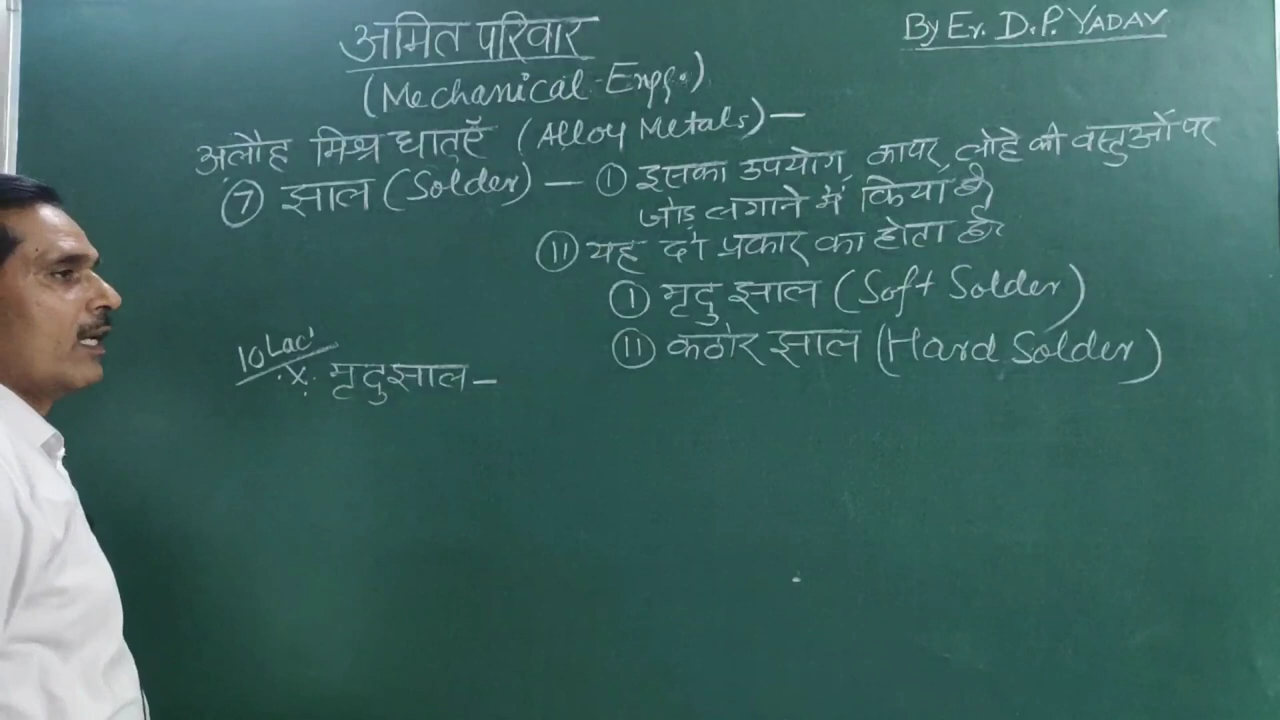 अमित परिवार
By Er. D.P. YADAV
(Mechanical Engg.)
अलौह मिश्र धातुएँ (Alloy Metals) —
⑦ झाल (Solder) — ① इसका उपयोग, कापर, लोहे की वस्तुओं पर
जोड़ लगाने में किया है।
⑪ यह दो प्रकार का होता है।
① मृदु झाल (Soft Solder)
⑪ कठोर झाल (Hard Solder)
10 Lac'
.x. मृदु झाल —